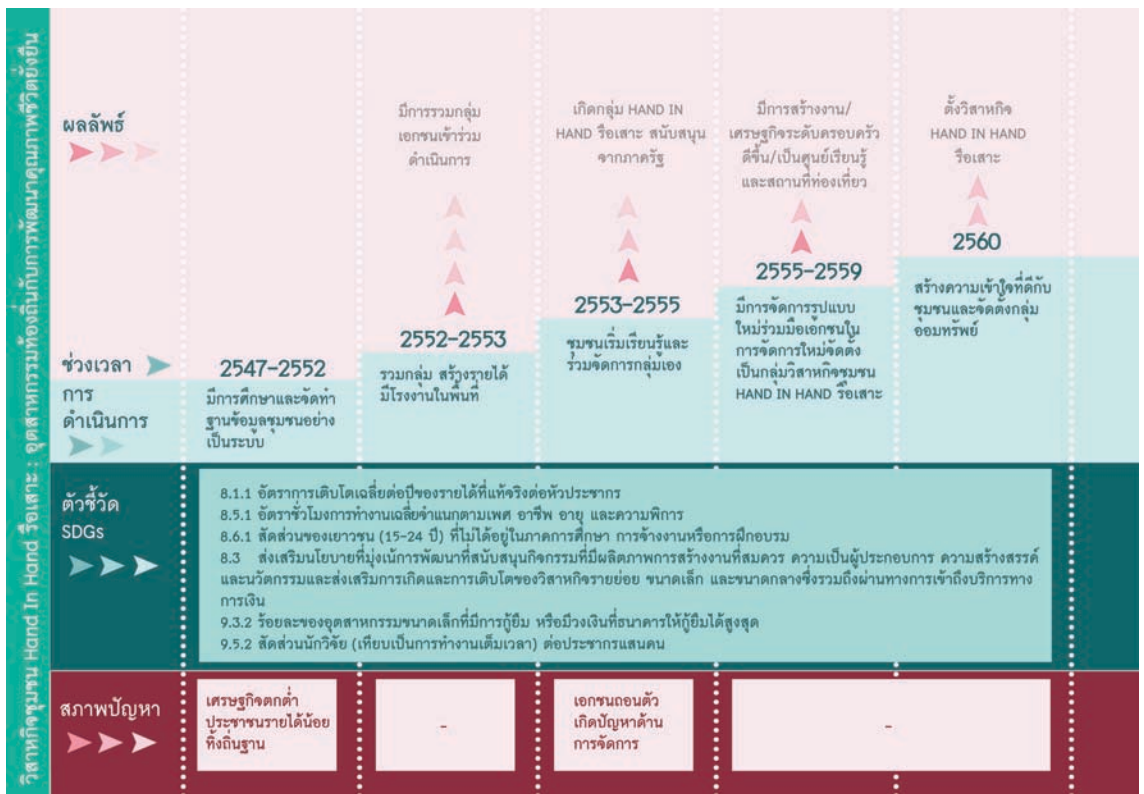 วิสาหกิจชุมชน Hand In Hand รือเสาะ : อุตสาหกรรมท้องถิ่นกับการพัฒนาคุณภาพชีวิตยั่งยืน
ผลลัพธ์
มีการรวมกลุ่ม
เอกชนเข้าร่วม
ดำเนินการ
เกิดกลุ่ม HAND IN
HAND รือเสาะ สนับสนุน
จากภาครัฐ
มีการสร้างงาน/
เศรษฐกิจระดับครอบครัว
ดีขึ้น/เป็นศูนย์เรียนรู้
และสถานที่ท่องเที่ยว
ตั้งวิสาหกิจ
HAND IN HAND
รือเสาะ
ช่วงเวลา
การ
ดำเนินการ
2547-2552
มีการศึกษาและจัดทำ
ฐานข้อมูลชุมชนอย่าง
เป็นระบบ
2552-2553
รวมกลุ่ม สร้างรายได้
มีโรงงานในพื้นที่
2553-2555
ชุมชนเริ่มเรียนรู้และ
ร่วมจัดการกลุ่มเอง
2555-2559
มีการจัดการรูปแบบ
ใหม่ร่วมมือเอกชนใน
การจัดการใหม่จัดตั้ง
เป็นกลุ่มวิสาหกิจชุมชน
HAND IN HAND รือเสาะ
2560
สร้างความเข้าใจที่ดีกับ
ชุมชนและจัดตั้งกลุ่ม
ออมทรัพย์
ตัวชี้วัด
SDGs
8.1.1 อัตราการเติบโตเฉลี่ยต่อปีของรายได้ที่แท้จริงต่อหัวประชากร
8.5.1 อัตราชั่วโมงการทำงานเฉลี่ยจำแนกตามเพศ อาชีพ อายุ และความพิการ
8.6.1 สัดส่วนของเยาวชน (15-24 ปี) ที่ไม่ได้อยู่ในภาคการศึกษา การจ้างงานหรือการฝึกอบรม
8.3 ส่งเสริมนโยบายที่มุ่งเน้การพัฒนาที่สนับสนุนกิจกรรมที่มีผลิตภาพการสร้างงานที่สมควร ความเป็นผู้ประกอบการ ความสร้างสรรค์
และนวัตกรรมและส่งเสริมการเกิดและการเติบโตของวิสาหกิจรายย่อย ขนาดเล็ก และขนาดกลางซึ่งรวมถึงผ่านทางการเข้าถึงบริการทาง
การเงิน
9.3.2 ร้อยละของอุตสาหกรรมขนาดเล็กที่มีการกู้ยืม หรือมีวงเงินที่ธนาคารให้กู้ยืมได้สูงสุด
9.5.2 สัดส่วนนักวิจัย (เทียบเป็นการทำงานเต็มเวลา) ต่อประชากรแสนคน
สภาพปัญหา
เศรษฐกิจตกต่ำ
ประชาชนรายได้น้อย
ทิ้งถิ่นฐาน
-
เอกชนถอนตัว
เกิดปัญหาด้าน
การจัดการ
-